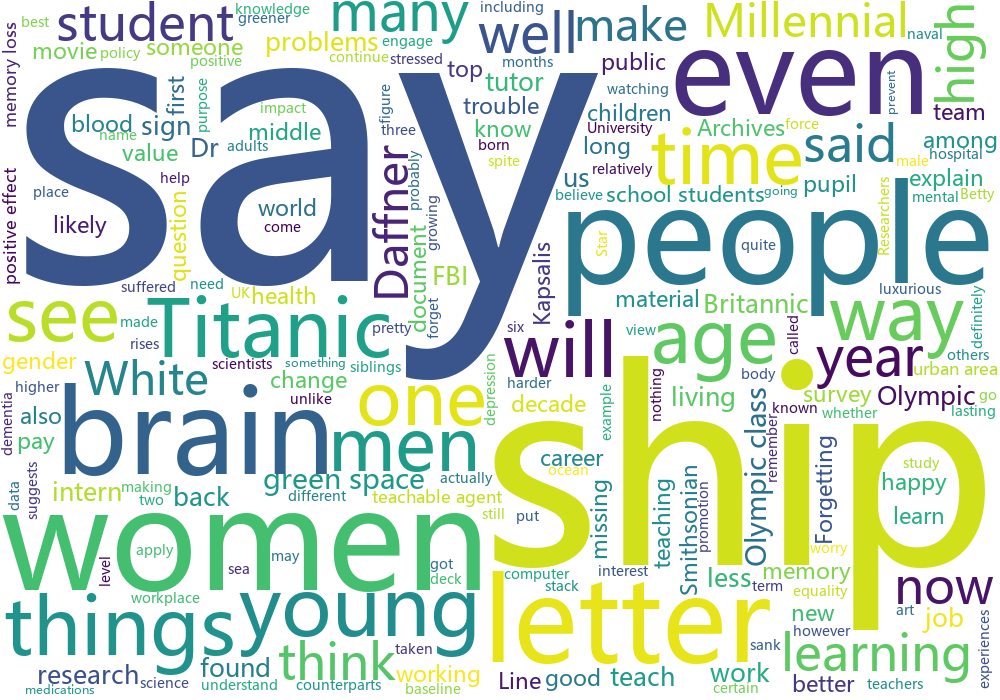 memory loss
student
many
including
well
make
Millennial
best
greener
knowledge
engage
naval
high
movie
policy
someone
positive
problems
continue
stressed
months
top
tutor
public
watching
even
prevent
team
say
first
purpose
impact
figure
trouble
children
University
Archives
force
said
among
blood
name
sign
adults
middle
three
know
born
long
time
male
hospital
value
Dr
spite
relatively
us
pupil
explain
place
help
Daffner
probably
believe
school students
going
mental
Betty
positive effect
likely
question
world
come
growing
people
Star
quite
Researchers
suffered
need
document
FBI
Kapsalis
luxurious
see
made
UK
health
Titanic
pretty
forget
six
material
Britannic
way
definitely
rises
will
view
age
called
others
gender
scientists
something
siblings
harder
body
year
urban area
higher
White
change
unlike
one
depression
decade
example
nothing
living
survey
Olympic
go
dementia
also
brain
men
ship
Olympic class
known
whether
lasting
pay
green space
actually
career
ocean
remember
Forgetting
study
happy
data
suggests
intern
making
two
back
different
teachable agent
still
put
missing
teaching
Smithsonian
promotion
learn
women
apply
level
sea
may
got
deck
computer
stack
interest
less
term
memory
worry
equality
now
workplace
things
young
letter
new
art
job
experiences
taken
think
sank
however
learning
research
science
found
understand
counterparts
working
baseline
Line
good
teach
work
certain
better
teachers
medications